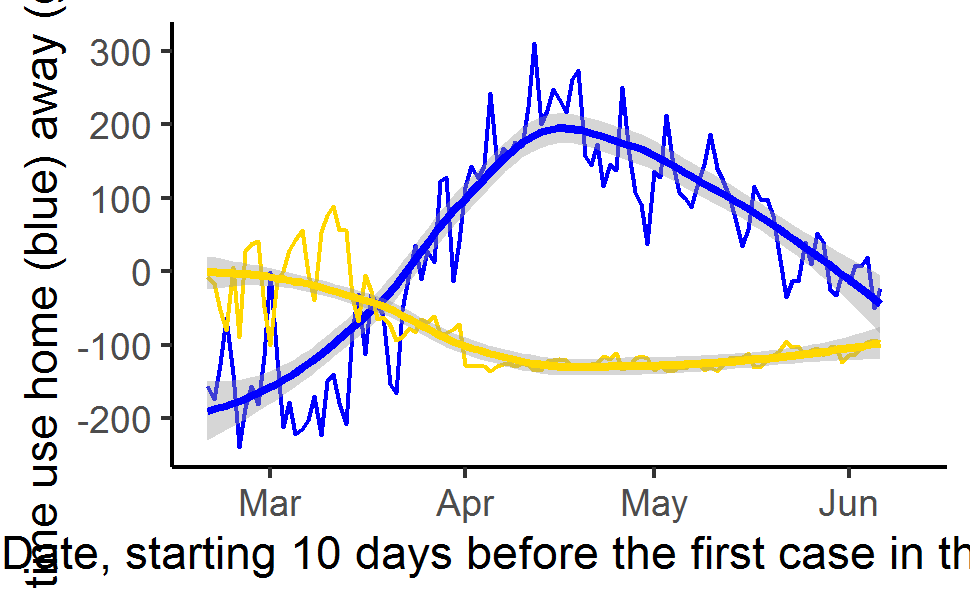 time use home (blue) away (
300
200
100
0
-100
-200
Mar Apr May Jun
Date, starting 10 days before the first case in th